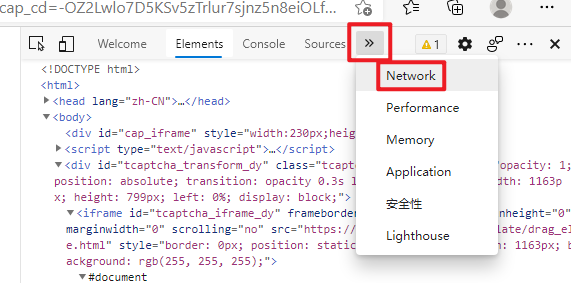 cap_cd=-OZ2Lwlo7D5KSv5zTrlur7sjnz5n8eiOLf...
Welcome Elements Console Sources » 1
Network
Performance
Memory
Application
安全性
Lighthouse
<!DOCTYPE html>
<html>
<head lang="zh-CN">…</head>
<body>
<div id="cap_iframe" style="width:230px;heig
<script type="text/javascript">…</script>
<div id="tcaptcha_transform_dy" class="tcaptcha opacity: 1;
position: absolute; transition: opacity 0.3s l dth: 1163p
x; height: 799px; left: 0%; display: block;">
<iframe id="tcaptcha_iframe_dy" frameborder inheight="0"
marginwidth="0" scrolling="no" src="https:// late/drag_el
e.html" style="border: 0px; position: static 1163px; b
ackground: rgb(255, 255, 255);">
#document